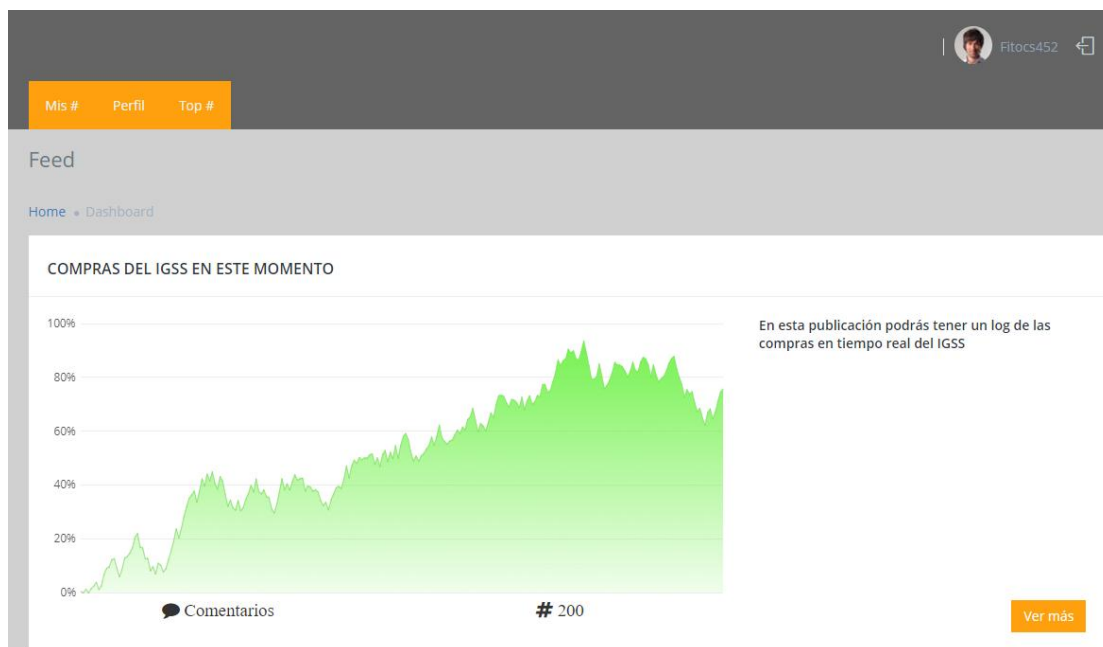 | Fitocs452
Mis # Perfil Top #
Feed
Home • Dashboard
COMPRAS DEL IGSS EN ESTE MOMENTO
100%
80%
60%
40%
20%
0%
En esta publicación podrás tener un log de las
compras en tiempo real del IGSS
Comentarios
# 200
Ver más